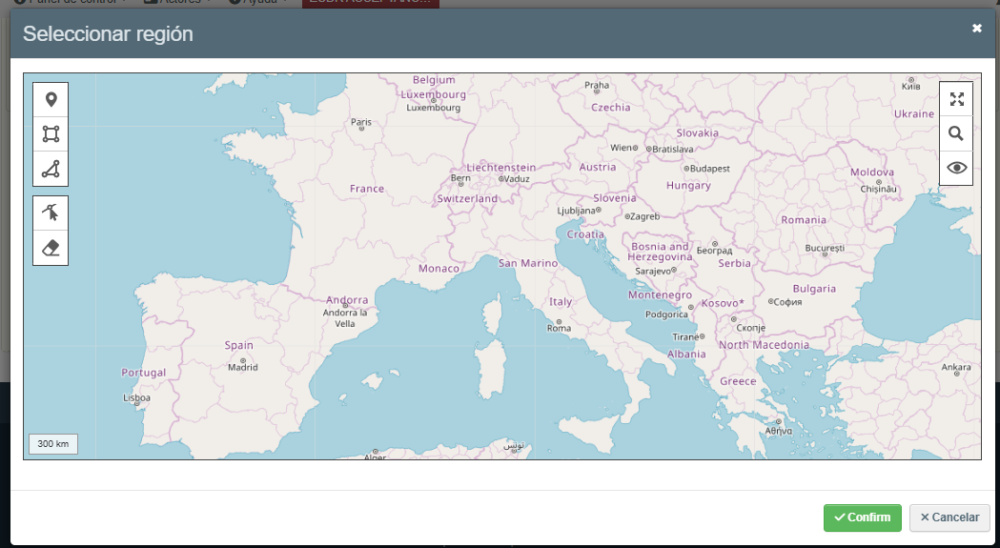 Panel de control
Actores
Ayuda
Seleccionar región
Belgium
Luxembourg
Luxembourg
Paris
France
Praha
Czechia
Київ
Ukraine
Slovakia
Wien
Bratislava
Liechtenstein
Bern
Vaduz
Switzerland
Austria
Budapest
Hungary
Moldova
Chișinău
Slovenia
Ljubljana
Zagreb
Croatia
Romania
Bosnia and
Herzegovina
Београд
București
San Marino
Monaco
Serbia
Sarajevo
Andorra
Andorra la
Vella
Italy
Roma
Montenegro
Podgorica
Kosovo*
Bulgaria
София
Скопје
Tiranë
North Macedonia
Albania
Spain
Madrid
Portugal
Lisboa
Greece
Ankara
Αθήνα
تونس
Alger
300 km
Confirm
Cancelar